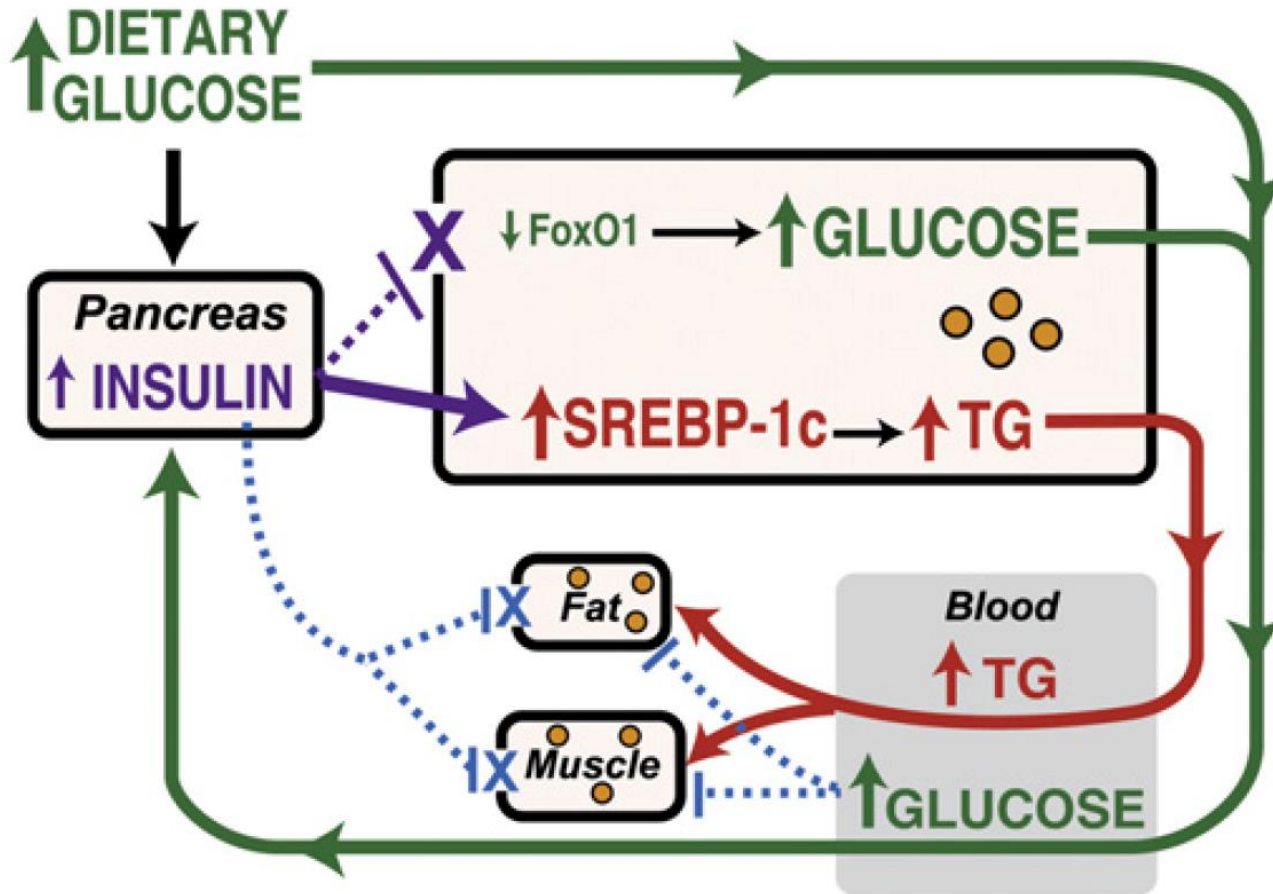 ↑ DIETARY
GLUCOSE
X
↓ FoxO1 → ↑ GLUCOSE
Pancreas
↑ INSULIN
↑ SREBP-1c → ↑ TG
X Fat
Blood
↑ TG
X Muscle
↑ GLUCOSE